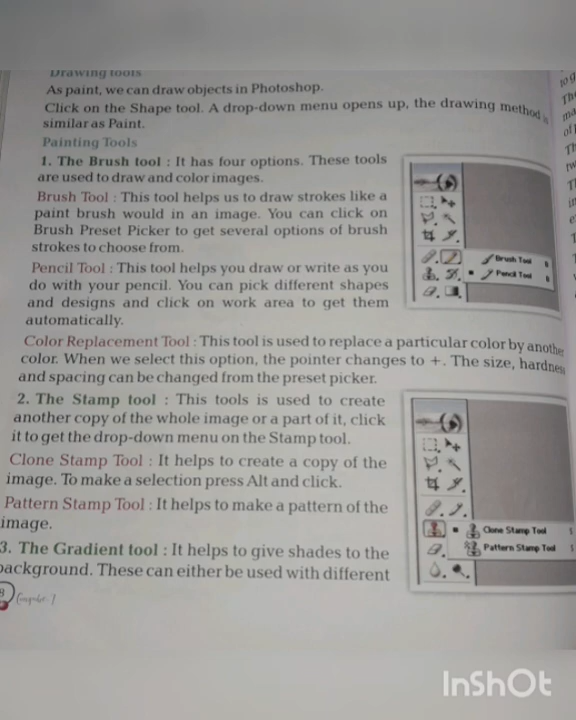 Drawing tools
As paint, we can draw objects in Photoshop.
Click on the Shape tool. A drop-down menu opens up, the drawing method is
similar as Paint.
Painting Tools
1. The Brush tool : It has four options. These tools
are used to draw and color images.
Brush Tool : This tool helps us to draw strokes like a
paint brush would in an image. You can click on
Brush Preset Picker to get several options of brush
strokes to choose from.
Pencil Tool : This tool helps you draw or write as you
do with your pencil. You can pick different shapes
and designs and click on work area to get them
automatically.
Brush Tool B
Pencil Tool B
Color Replacement Tool : This tool is used to replace a particular color by another
color. When we select this option, the pointer changes to +. The size, hardness
and spacing can be changed from the preset picker.
2. The Stamp tool : This tools is used to create
another copy of the whole image or a part of it, click
it to get the drop-down menu on the Stamp tool.
Clone Stamp Tool : It helps to create a copy of the
image. To make a selection press Alt and click.
Pattern Stamp Tool : It helps to make a pattern of the
image.
3. The Gradient tool : It helps to give shades to the
background. These can either be used with different
Clone Stamp Tool S
Pattern Stamp Tool S
8
InShOt